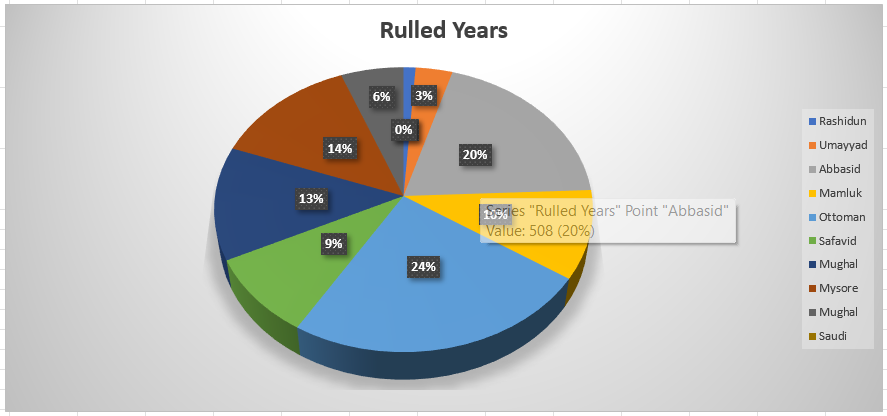 Rulled Years
6%
3%
0%
20%
14%
13%
10%
9%
24%
Series "Rulled Years" Point "Abbasid"
Value: 508 (20%)
Rashidun
Umayyad
Abbasid
Mamluk
Ottoman
Safavid
Mughal
Mysore
Mughal
Saudi